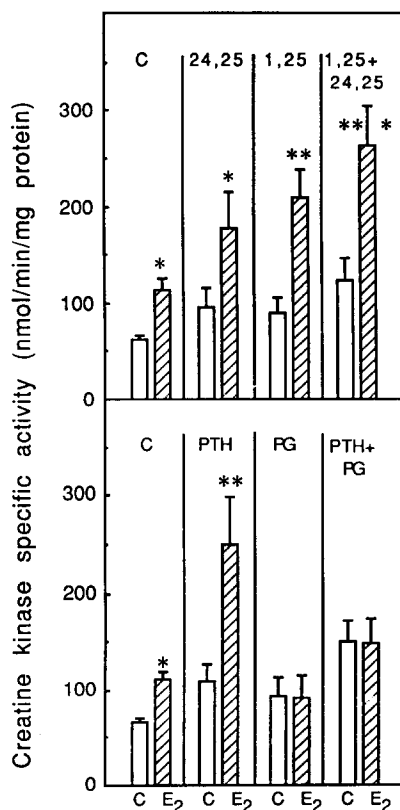 Creatine kinase specific activity (nmol/min/mg protein)
C 24,25 1,25 1,25+
24,25
300
200
100
0
* * ** ** *
C PTH PG PTH+
PG
300
200
100
0
* **
C E2 C E2 C E2 C E2